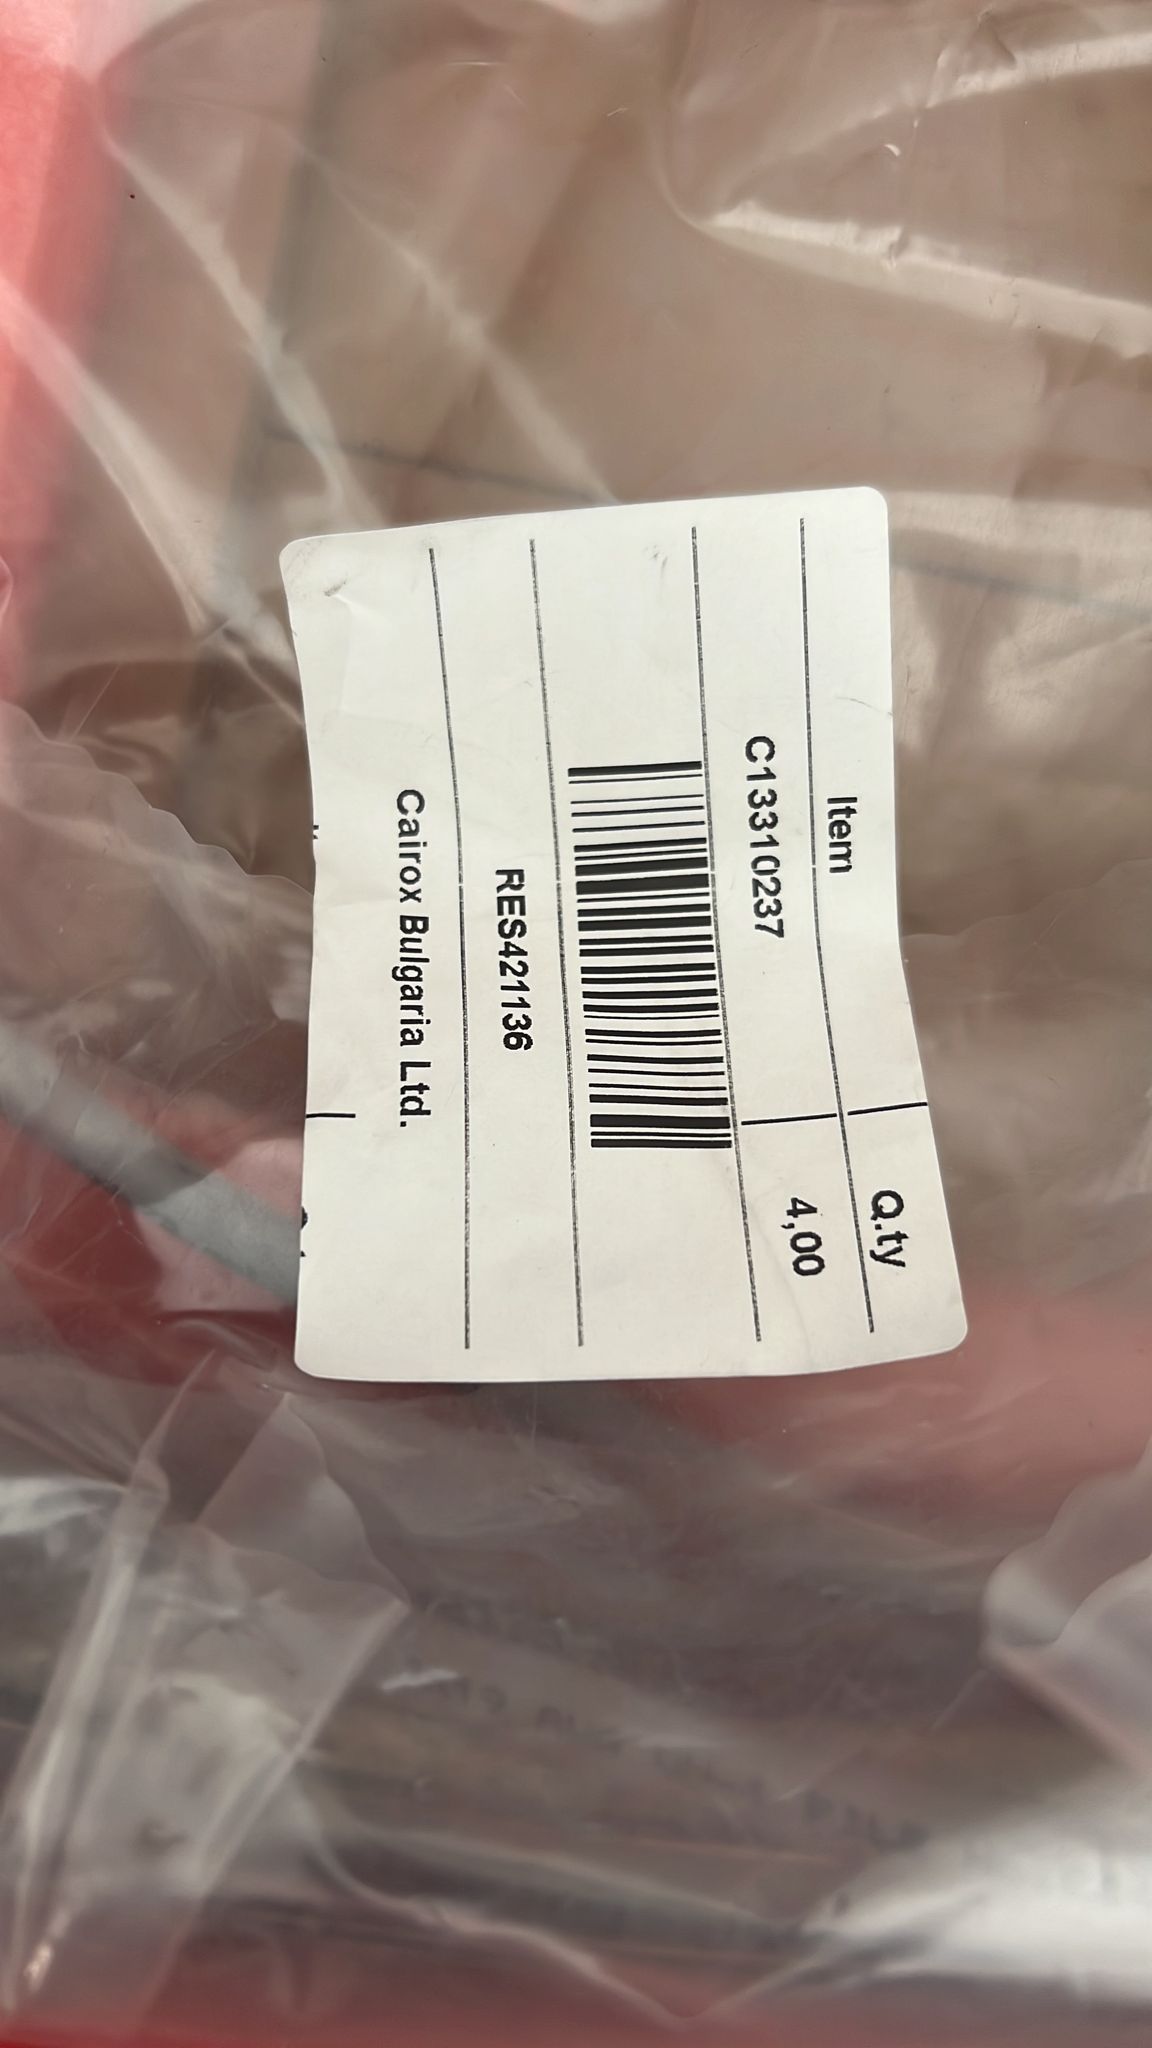 Item Q.ty
C13310237 4,00
RES421136
Cairox Bulgaria Ltd.